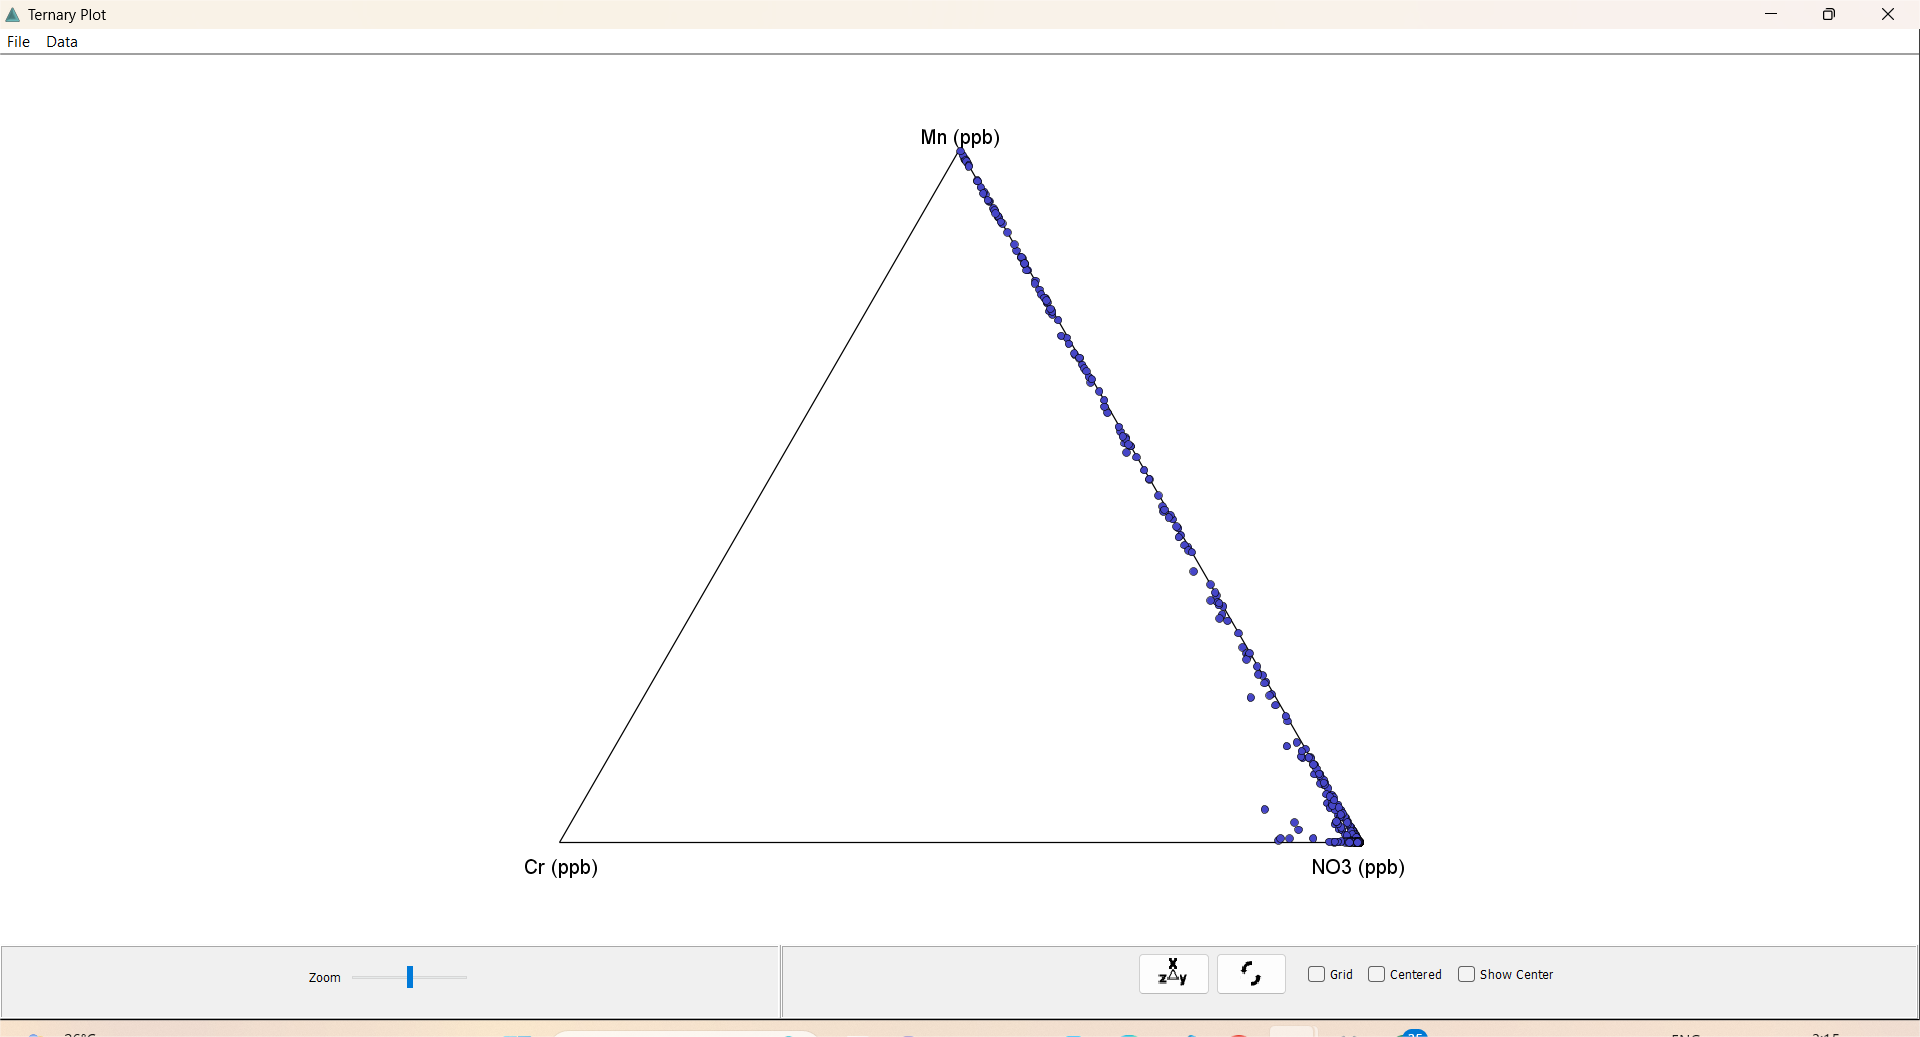 Ternary Plot
File Data
Mn (ppb)
Cr (ppb) NO3 (ppb)
Zoom
X
z y
Grid Centered Show Center